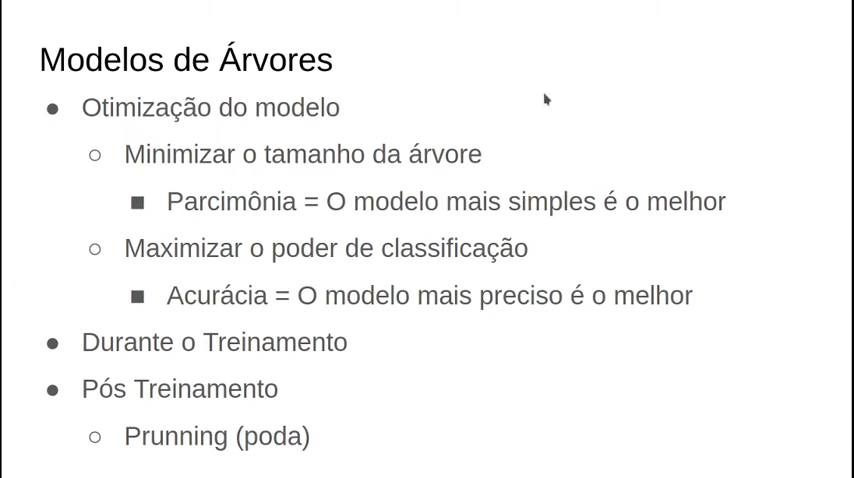 Modelos de Árvores
● Otimização do modelo
○ Minimizar o tamanho da árvore
■ Parcimônia = O modelo mais simples é o melhor
○ Maximizar o poder de classificação
■ Acurácia = O modelo mais preciso é o melhor
● Durante o Treinamento
● Pós Treinamento
○ Prunning (poda)